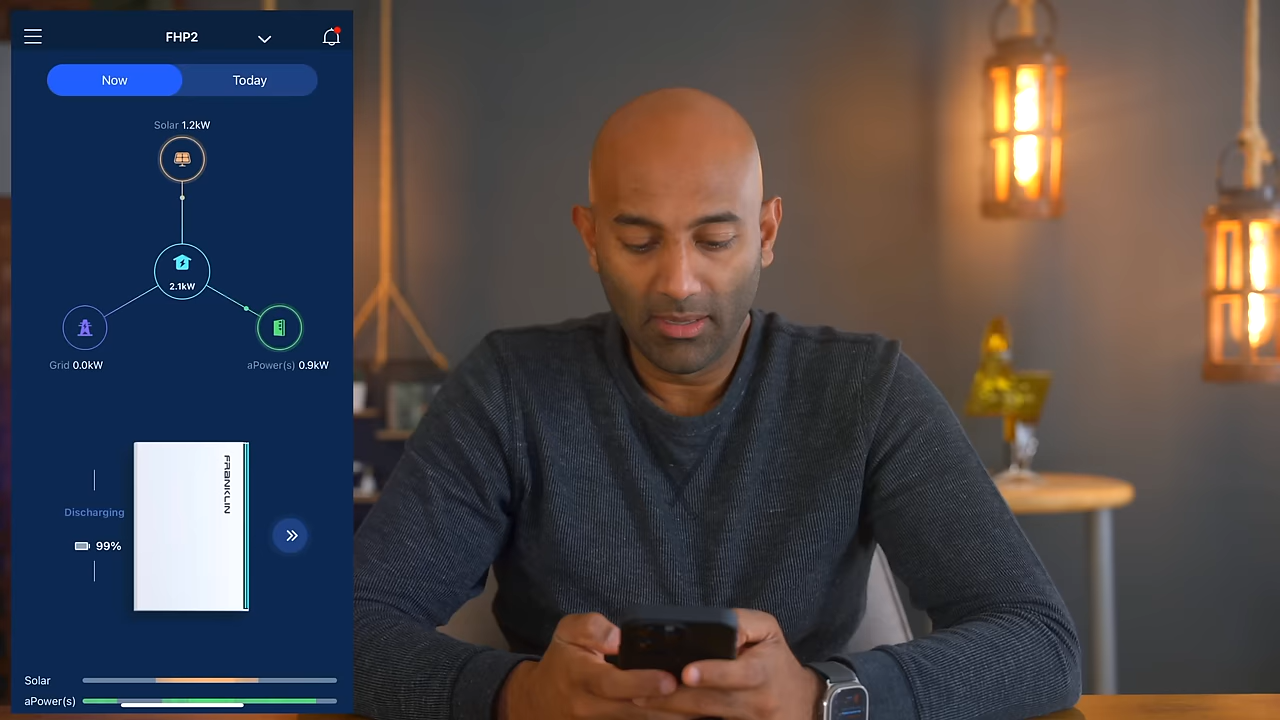 FHP2
Now
Today
Solar 1.2kW
2.1kW
Grid 0.0kW
aPower(s) 0.9kW
FRANKLIN
Discharging
99%
Solar
aPower(s)